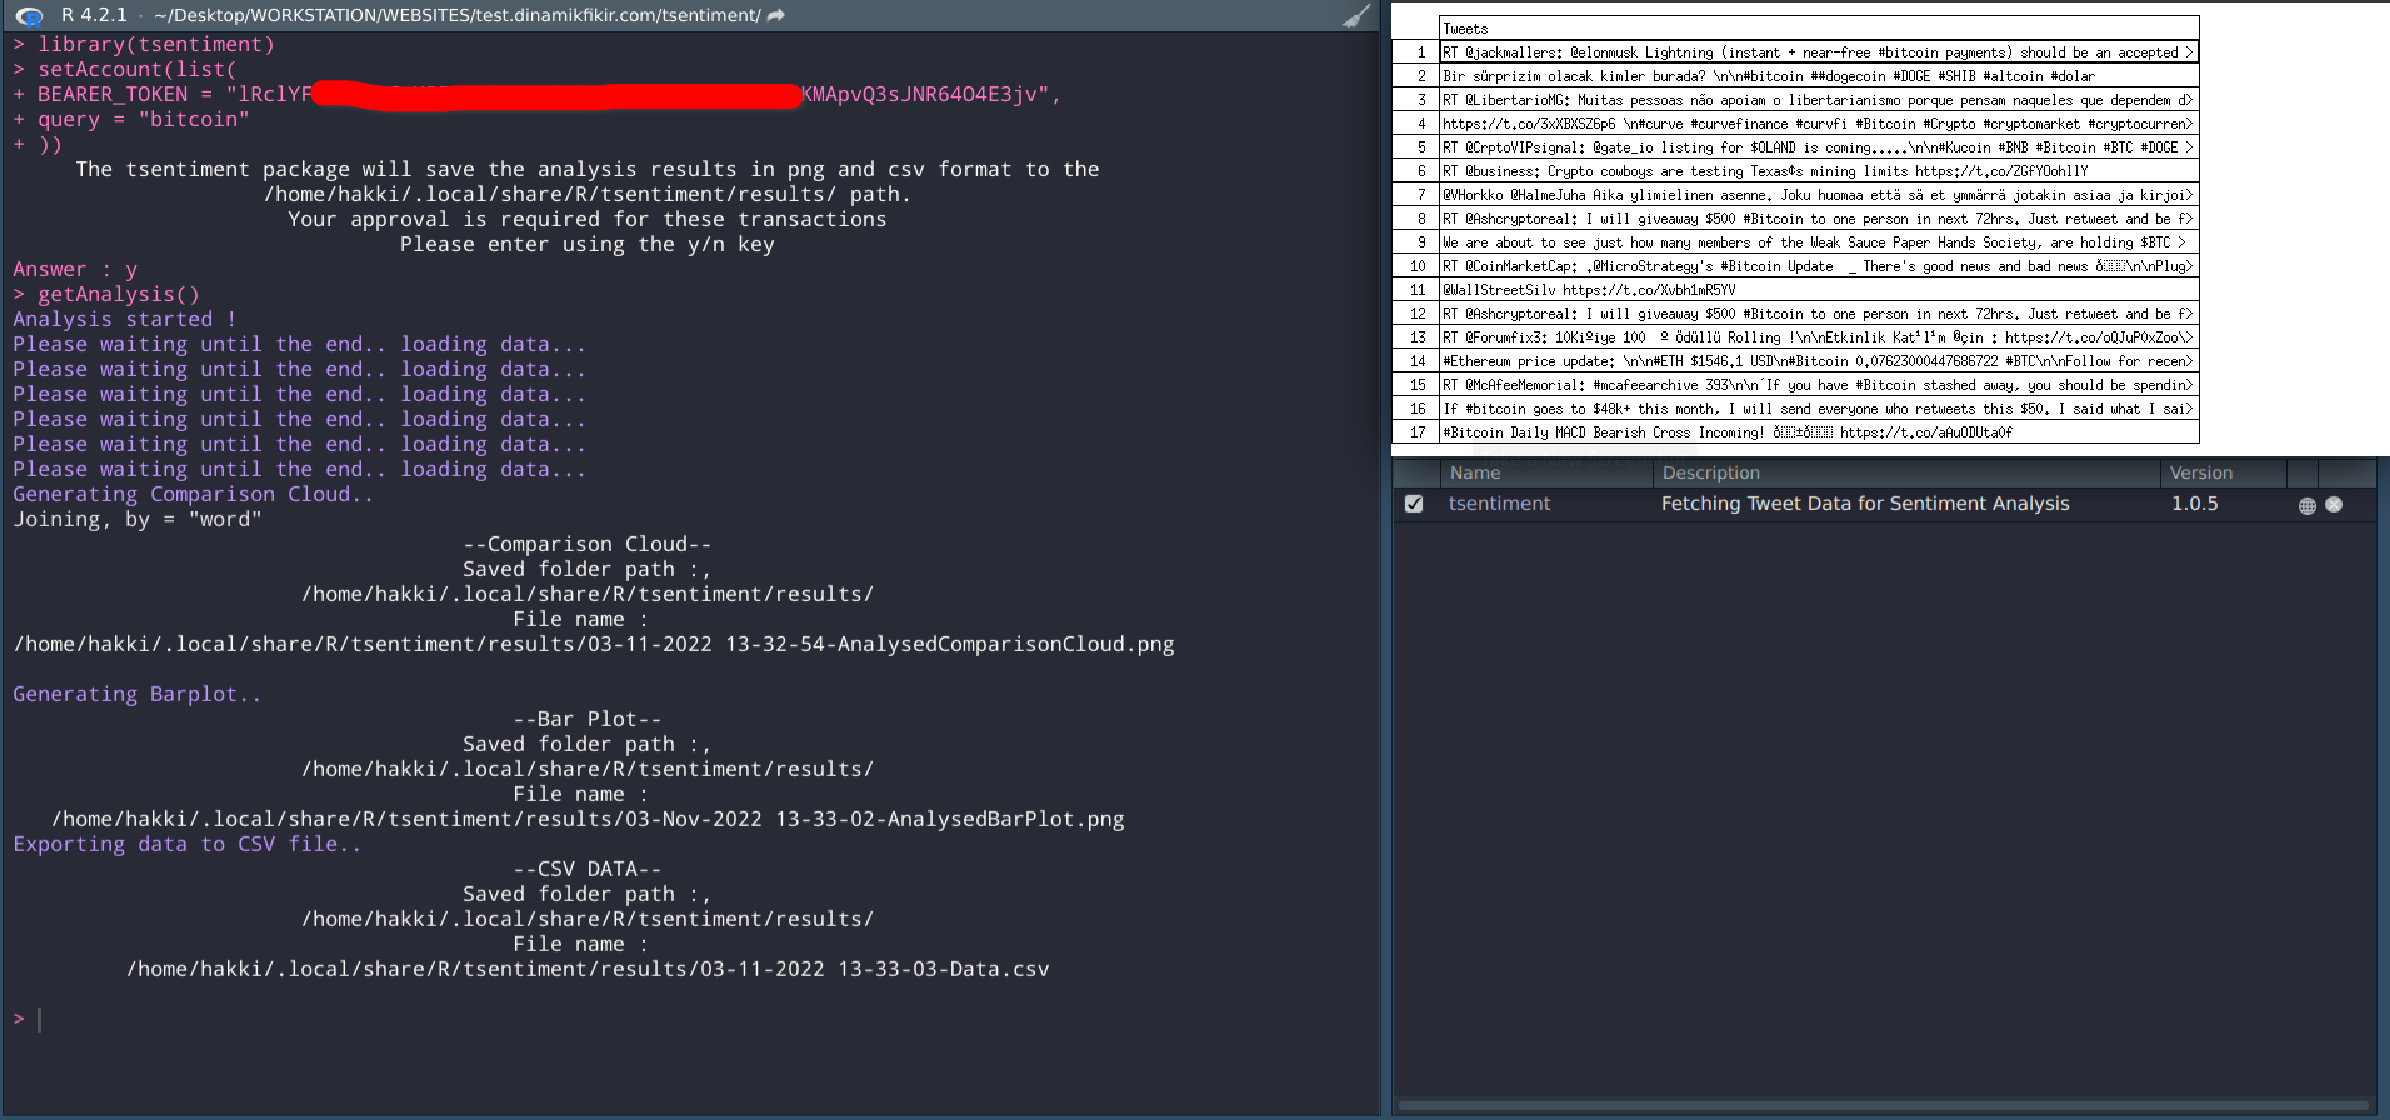 R 4.2.1 · ~/Desktop/WORKSTATION/WEBSITES/test.dinamikfikir.com/tsentiment/
> library(tsentiment)
> setAccount(list(
+ BEARER_TOKEN = "lRclYF KMApvQ3sJNR64O4E3jv",
+ query = "bitcoin"
+ ))
The tsentiment package will save the analysis results in png and csv format to the
/home/hakki/.local/share/R/tsentiment/results/ path.
Your approval is required for these transactions
Please enter using the y/n key
Answer : y
> getAnalysis()
Analysis started !
Please waiting until the end.. loading data...
Please waiting until the end.. loading data...
Please waiting until the end.. loading data...
Please waiting until the end.. loading data...
Please waiting until the end.. loading data...
Please waiting until the end.. loading data...
Generating Comparison Cloud..
Joining, by = "word"
--Comparison Cloud--
Saved folder path :,
/home/hakki/.local/share/R/tsentiment/results/
File name :
/home/hakki/.local/share/R/tsentiment/results/03-11-2022 13-32-54-AnalysedComparisonCloud.png
Generating Barplot..
--Bar Plot--
Saved folder path :,
/home/hakki/.local/share/R/tsentiment/results/
File name :
/home/hakki/.local/share/R/tsentiment/results/03-Nov-2022 13-33-02-AnalysedBarPlot.png
Exporting data to CSV file..
--CSV DATA--
Saved folder path :,
/home/hakki/.local/share/R/tsentiment/results/
File name :
/home/hakki/.local/share/R/tsentiment/results/03-11-2022 13-33-03-Data.csv
>
Tweets
1 RT @jackmallers: @elonmusk Lightning (instant + near-free #bitcoin payments) should be an accepted >
2 Bir sürprizim olacak kimler burada? \n\n#bitcoin ##dogecoin #DOGE #SHIB #altcoin #dolar
3 RT @LibertarioMG: Muitas pessoas não apoiam o libertarianismo porque pensam naqueles que dependem d>
4 https://t.co/3xXBXSZ6p6 \n#curve #curvefinance #curvfi #Bitcoin #Crypto #cryptomarket #cryptocurren>
5 RT @CrptoVIPsignal: @gate_io listing for $OLAND is coming.....\n\n#Kucoin #BNB #Bitcoin #BTC #DOGE >
6 RT @business: Crypto cowboys are testing Texas®s mining limits https://t.co/ZGfYOohllY
7 @VHorkko @HalmeJuha Aika ylimielinen asenne. Joku huomaa että sä et ymmärrä jotakin asiaa ja kirjoi>
8 RT @Ashcryptoreal: I will giveaway $500 #Bitcoin to one person in next 72hrs. Just retweet and be f>
9 We are about to see just how many members of the Weak Sauce Paper Hands Society, are holding $BTC >
10 RT @CoinMarketCap: .@MicroStrategy's #Bitcoin Update _ There's good news and bad news ð\n\nPlug>
11 @WallStreetSilv https://t.co/Xvbh1mR5YV
12 RT @Ashcryptoreal: I will giveaway $500 #Bitcoin to one person in next 72hrs. Just retweet and be f>
13 RT @Forumfix3: 10Kiºiye 100 º Ödüllü Rolling !\n\nEtkinlik Kat¹l¹m @çin : https://t.co/oQJuP0xZoo\>
14 #Ethereum price update: \n\n#ETH $1546.1 USD\n#Bitcoin 0.07623000447686722 #BTC\n\nFollow for recen>
15 RT @McAfeeMemorial: #mcafeearchive 393\n\n¨If you have #Bitcoin stashed away, you should be spendin>
16 If #bitcoin goes to $48k+ this month, I will send everyone who retweets this $50. I said what I sai>
17 #Bitcoin Daily MACD Bearish Cross Incoming! ð±ð https://t.co/aAuODUtaOf
Name Description Version
tsentiment Fetching Tweet Data for Sentiment Analysis 1.0.5